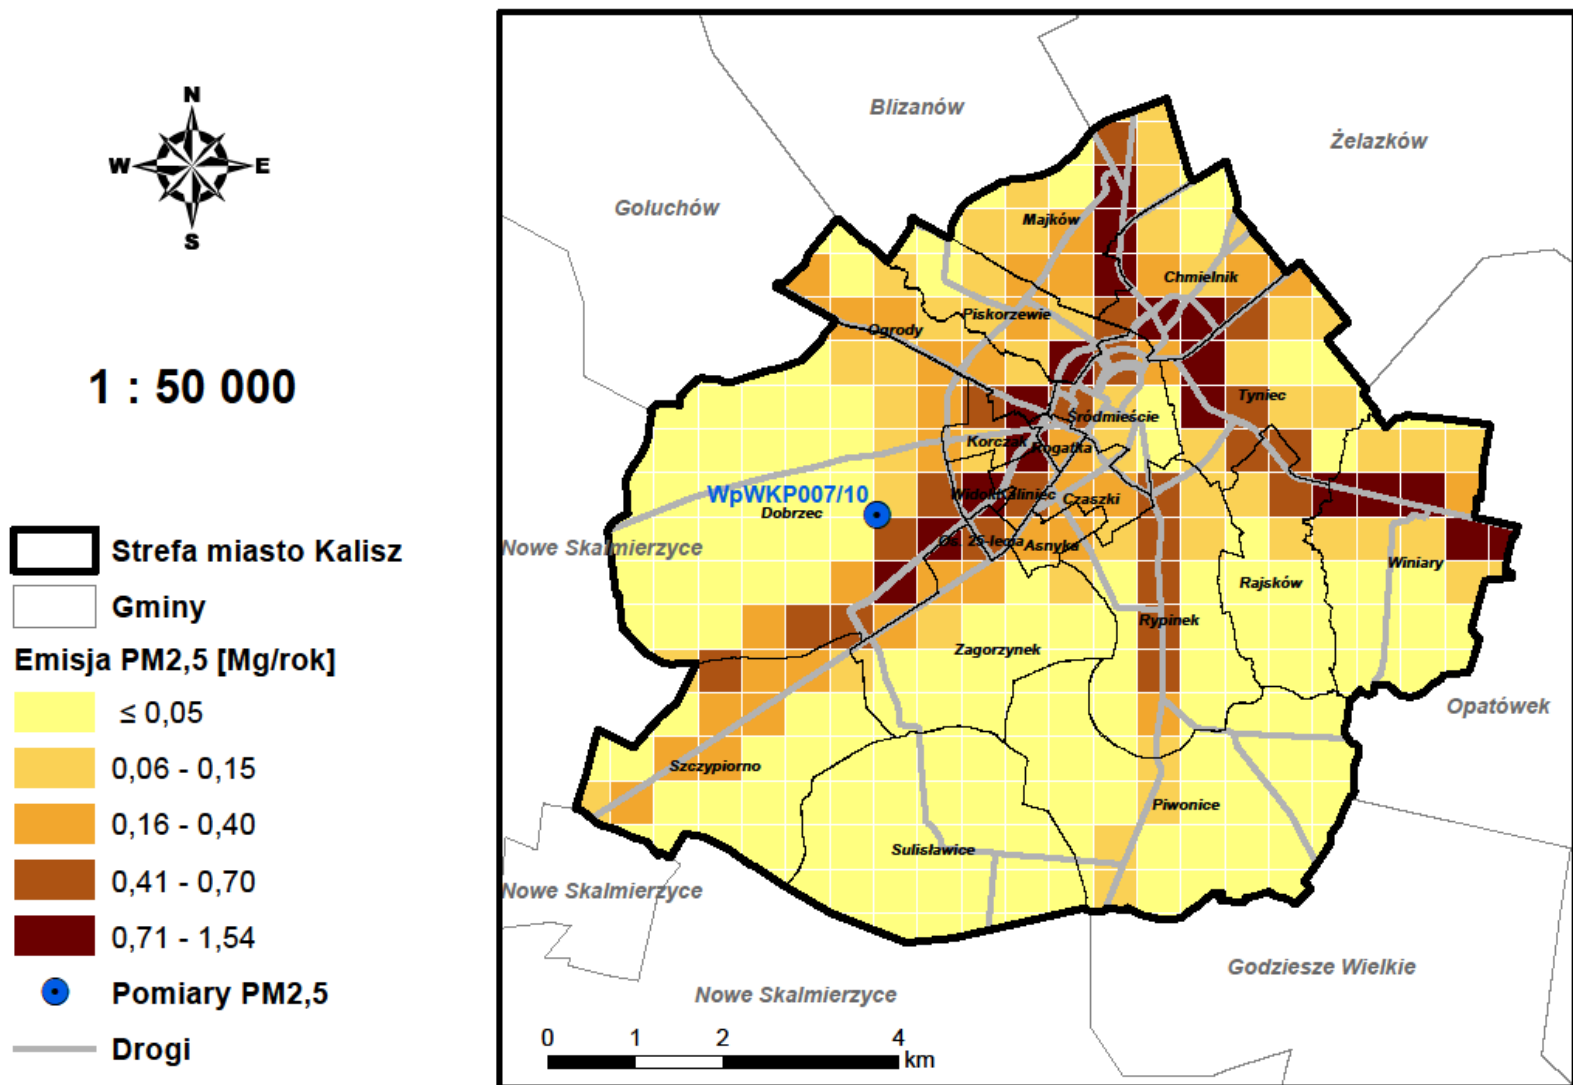 N
W E
S
1 : 50 000
Strefa miasto Kalisz
Gminy
Emisja PM2,5 [Mg/rok]
≤ 0,05
0,06 - 0,15
0,16 - 0,40
0,41 - 0,70
0,71 - 1,54
Pomiary PM2,5
Drogi
Blizanów
Żelazków
Gołuchów
Majków
Chmielnik
Piskorzewie
Ogrody
Tyniec
Śródmieście
Korczak
Rogatka
WpWKP007/10
Dobrzec
Widok
Kaliniec
Czaszki
Nowe Skalmierzyce
Os. 25-lecia
Asnyka
Winiary
Rajsków
Rypinek
Zagorzynek
Opatówek
Szczypiorno
Piwonice
Sulisławice
Nowe Skalmierzyce
Godziesze Wielkie
Nowe Skalmierzyce
0 1 2 4
km